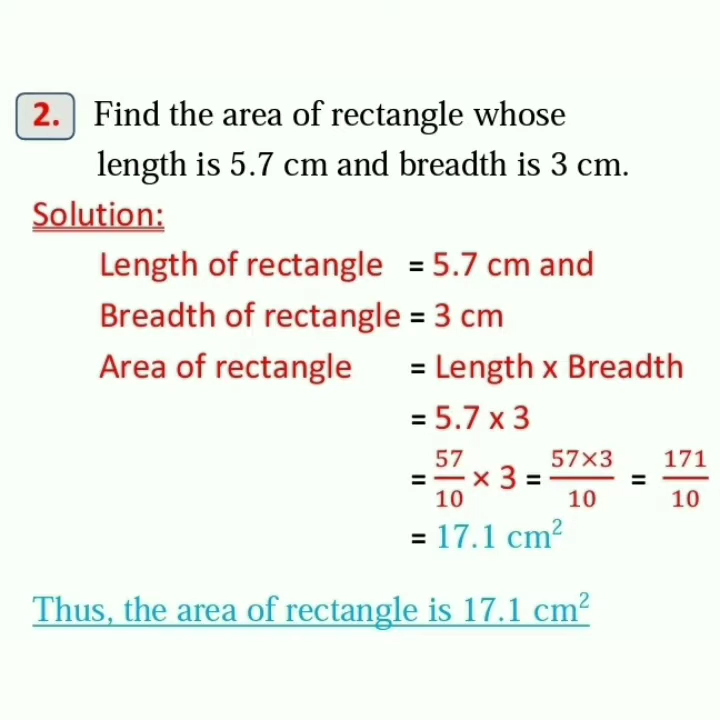 2. Find the area of rectangle whose
length is 5.7 cm and breadth is 3 cm.
Solution:
Length of rectangle = 5.7 cm and
Breadth of rectangle = 3 cm
Area of rectangle = Length x Breadth
= 5.7 x 3
= 57/10 × 3 = 57×3/10 = 171/10
= 17.1 cm²
Thus, the area of rectangle is 17.1 cm²